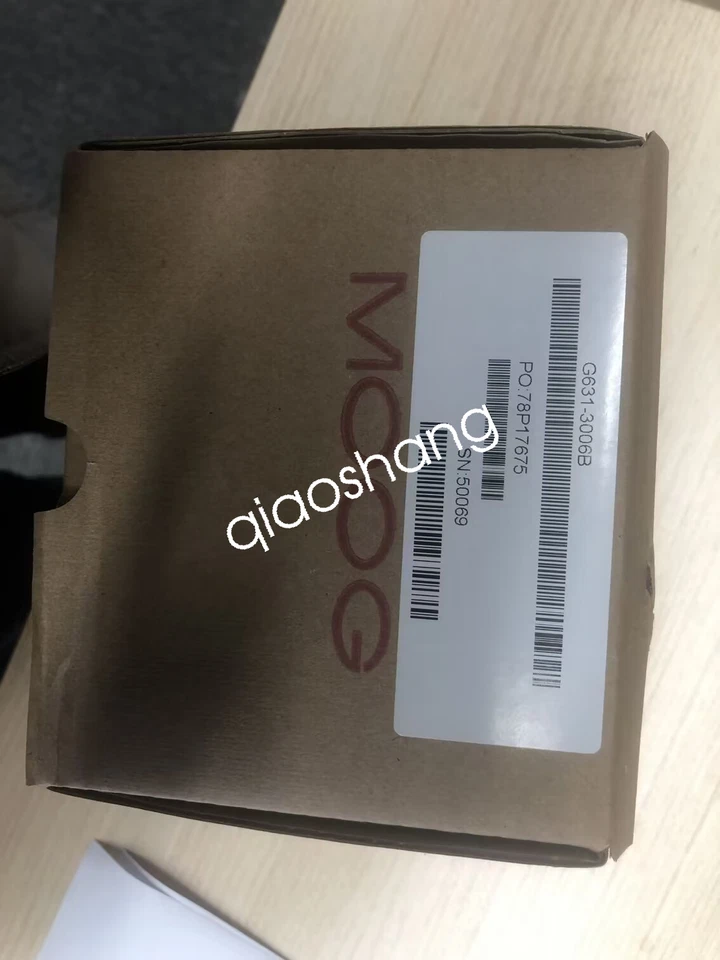 G631-3006B
PO:78P17675
SN:50069
MOOG
qiaoshang